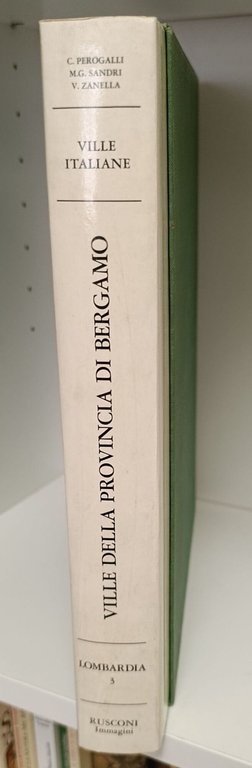 C. PEROGALLI
M.G. SANDRI
V. ZANELLA
VILLE
ITALIANE
VILLE DELLA PROVINCIA DI BERGAMO
LOMBARDIA
3
RUSCONI
Immagini